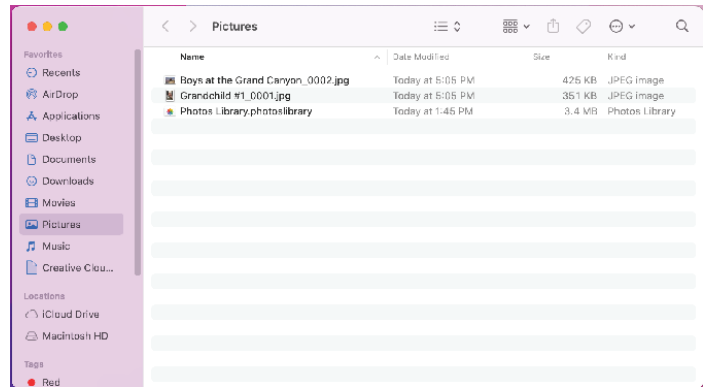 Pictures
Favorites
Recents
AirDrop
Applications
Desktop
Documents
Downloads
Movies
Pictures
Music
Creative Clou...
Locations
iCloud Drive
Macintosh HD
Tags
Red
Name Date Modified Size Kind
Boys at the Grand Canyon_0002.jpg Today at 5:05 PM 425 KB JPEG image
Grandchild #1_0001.jpg Today at 5:05 PM 351 KB JPEG image
Photos Library.photoslibrary Today at 1:45 PM 3.4 MB Photos Library